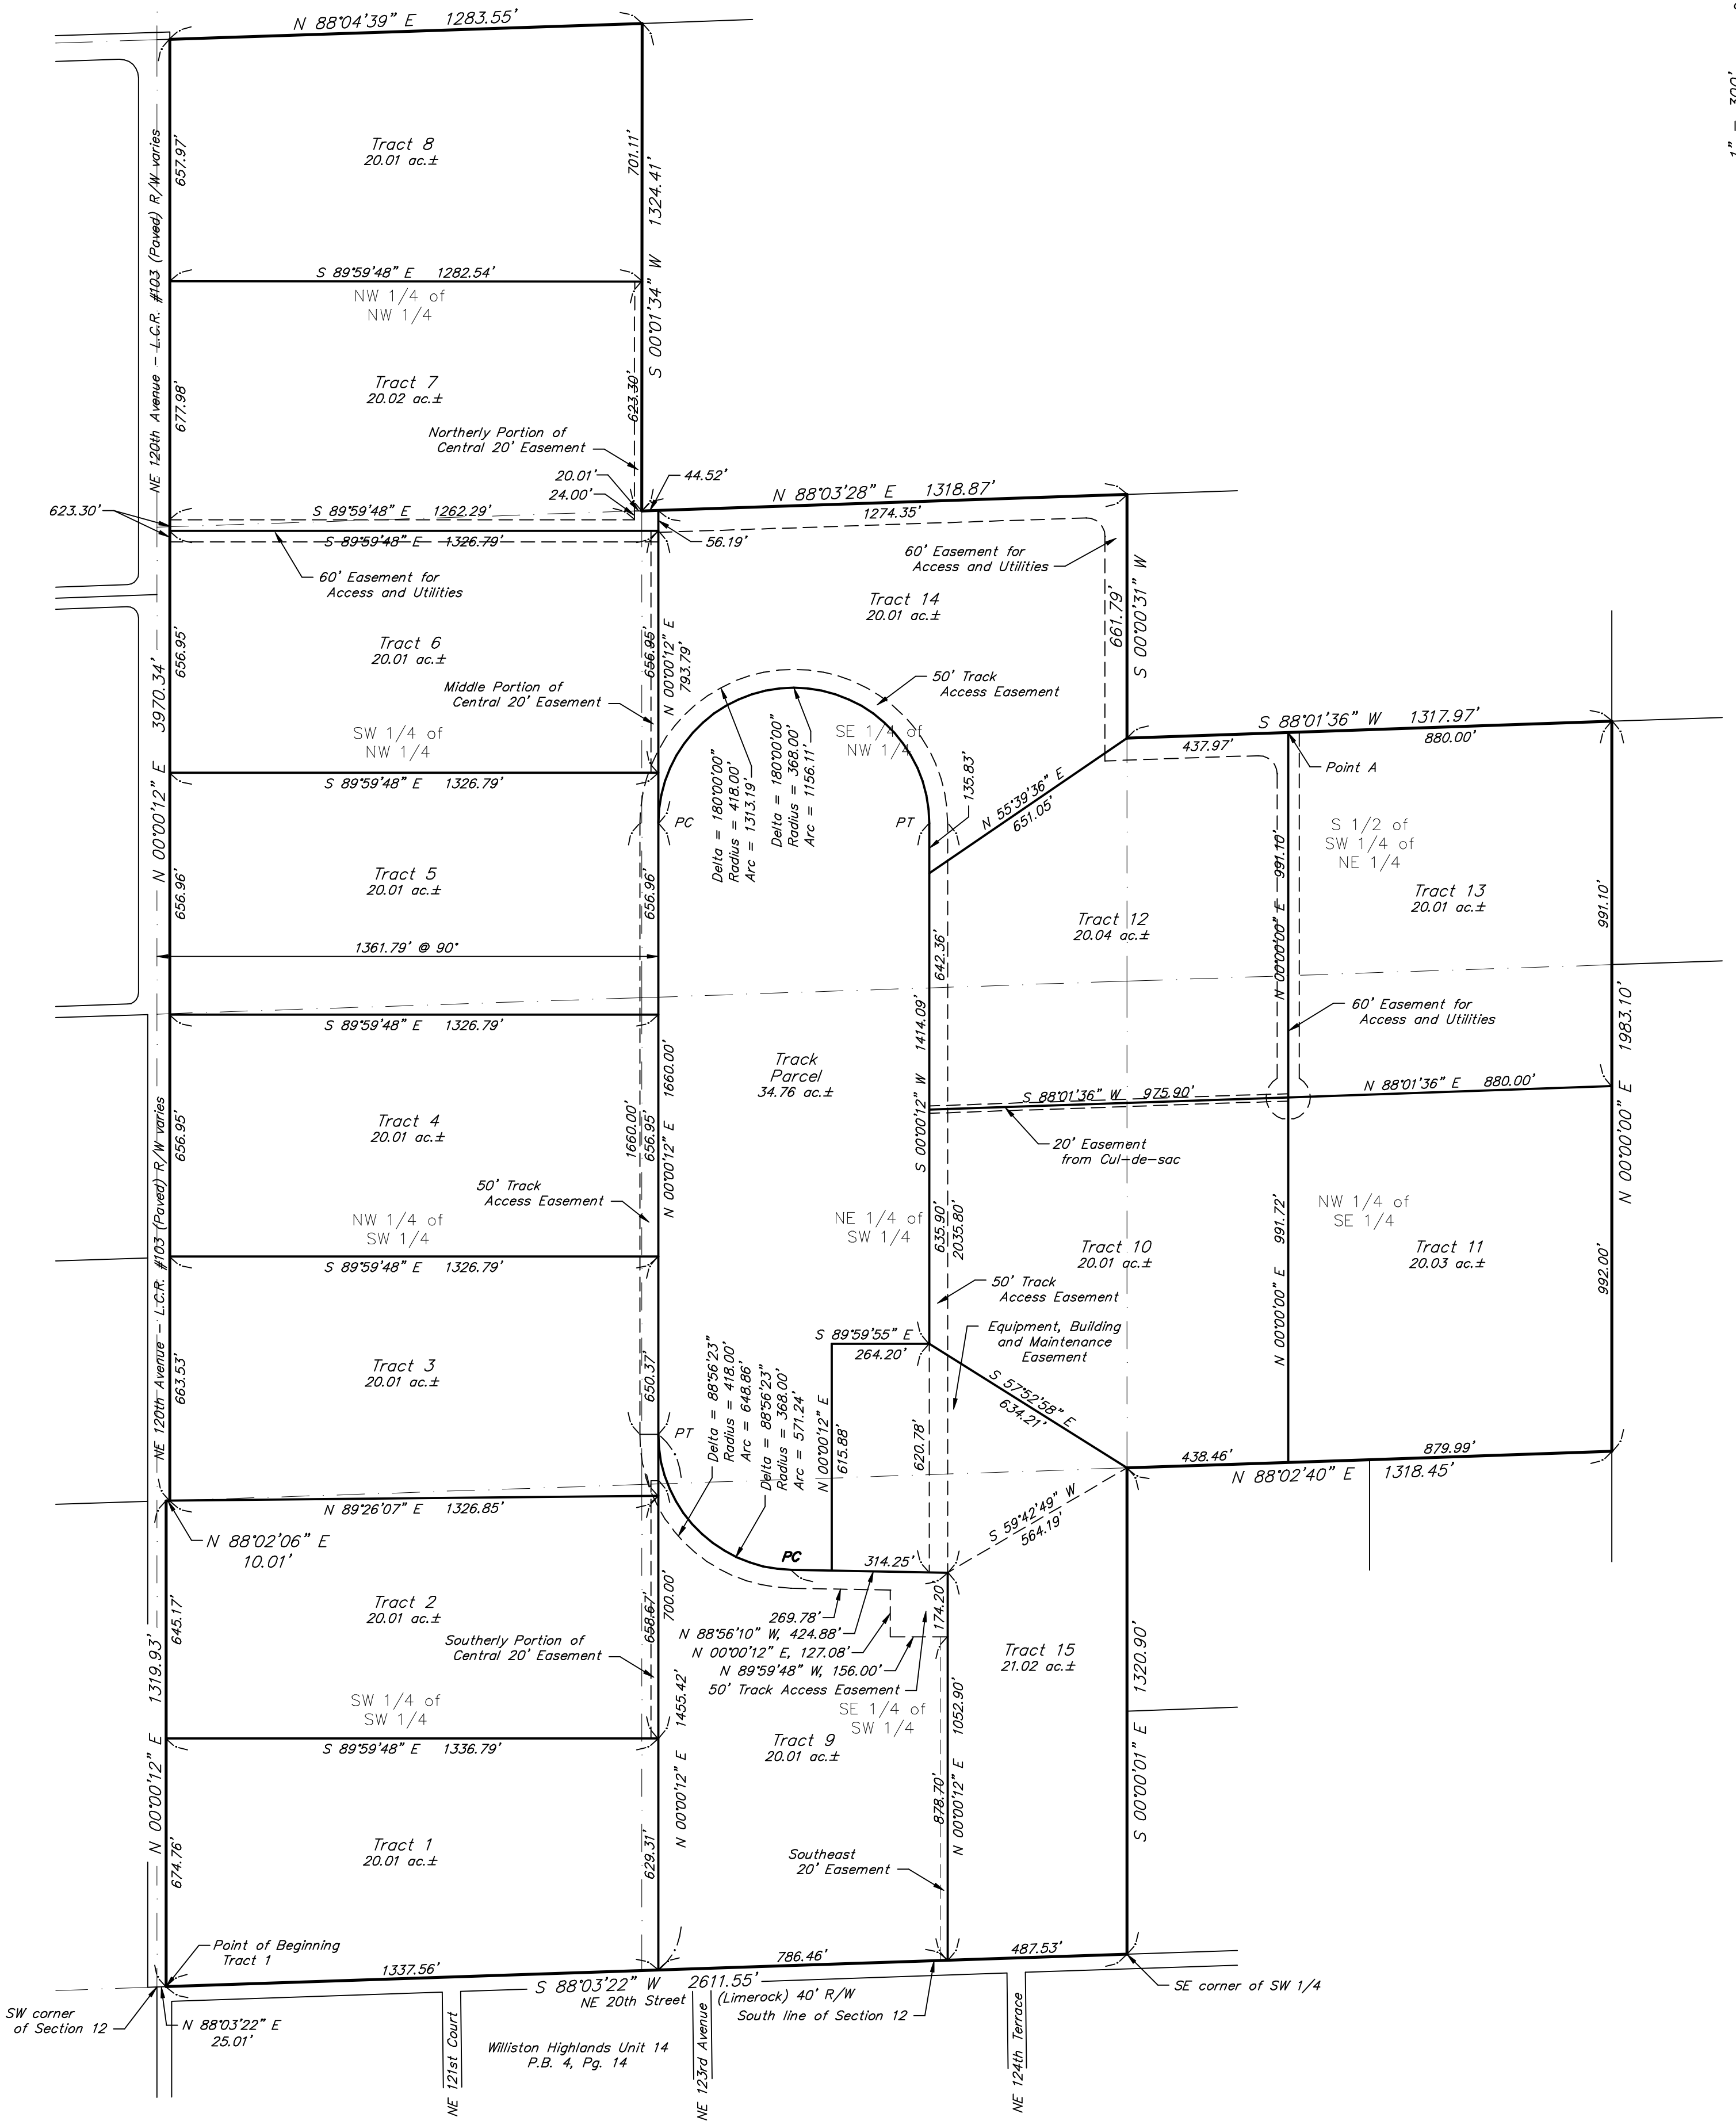 N 88°04'39" E 1283.55'
1" = 300'
NE 120th Avenue - L.C.R. #103 (Paved) R/W varies
657.97'
Tract 8
20.01 ac.±
701.11'
S 00°01'34" W 1324.41'
S 89°59'48" E 1282.54'
NW 1/4 of
NW 1/4
677.98'
Tract 7
20.02 ac.±
623.30'
Northerly Portion of
Central 20' Easement
20.01'
24.00'
44.52'
N 88°03'28" E 1318.87'
1274.35'
623.30'
S 89°59'48" E 1262.29'
S 89°59'48" E 1326.79'
56.19'
60' Easement for
Access and Utilities
60' Easement for
Access and Utilities
661.79'
S 00°00'31" W
Tract 14
20.01 ac.±
N 00°00'12" E 3970.34'
656.95'
Tract 6
20.01 ac.±
656.95'
N 00°00'12" E
793.79'
Middle Portion of
Central 20' Easement
50' Track
Access Easement
SW 1/4 of
NW 1/4
SE 1/4 of
NW 1/4
S 88°01'36" W 1317.97'
437.97'
880.00'
Point A
S 89°59'48" E 1326.79'
Delta = 180°00'00"
Radius = 418.00'
Arc = 1313.19'
Delta = 180°00'00"
Radius = 368.00'
Arc = 1156.11'
135.83'
N 55°39'36" E
651.05'
PC
PT
S 1/2 of
SW 1/4 of
NE 1/4
656.96'
Tract 5
20.01 ac.±
656.96'
N 00°00'00" E 991.10'
Tract 13
20.01 ac.±
991.10'
Tract 12
20.04 ac.±
642.36'
1361.79' @ 90°
60' Easement for
Access and Utilities
S 89°59'48" E 1326.79'
S 00°00'12" W 1414.09'
N 00°00'00" E 1983.10'
Track
Parcel
34.76 ac.±
1660.00'
N 00°00'12" E
1660.00'
656.95'
Tract 4
20.01 ac.±
656.95'
S 88°01'36" W 975.90'
N 88°01'36" E 880.00'
20' Easement
from Cul-de-sac
NE 120th Avenue - L.C.R. #103 (Paved) R/W varies
50' Track
Access Easement
NW 1/4 of
SW 1/4
NE 1/4 of
SW 1/4
635.90'
2035.80'
NW 1/4 of
SE 1/4
N 00°00'00" E 991.72'
Tract 10
20.01 ac.±
Tract 11
20.03 ac.±
992.00'
S 89°59'48" E 1326.79'
50' Track
Access Easement
Equipment, Building
and Maintenance
Easement
S 89°59'55" E
264.20'
663.53'
Tract 3
20.01 ac.±
650.37'
Delta = 88°56'23"
Radius = 418.00'
Arc = 648.86'
Delta = 88°56'23"
Radius = 368.00'
Arc = 571.24'
N 00°00'12" E
615.88'
620.78'
S 57°52'58" E
634.21'
PT
438.46'
879.99'
N 88°02'40" E 1318.45'
N 89°26'07" E 1326.85'
N 88°02'06" E
10.01'
S 59°42'49" W
564.19'
PC
314.25'
269.78'
N 88°56'10" W, 424.88'
N 00°00'12" E, 127.08'
N 89°59'48" W, 156.00'
50' Track Access Easement
174.20'
N 00°00'12" E 1319.93'
645.17'
Tract 2
20.01 ac.±
658.67'
700.00'
Southerly Portion of
Central 20' Easement
Tract 15
21.02 ac.±
S 00°00'01" E 1320.90'
SW 1/4 of
SW 1/4
SE 1/4 of
SW 1/4
N 00°00'12" E 1455.42'
N 00°00'12" E 1052.90'
Tract 9
20.01 ac.±
S 89°59'48" E 1336.79'
878.70'
674.76'
Tract 1
20.01 ac.±
629.31'
Southeast
20' Easement
Point of Beginning
Tract 1
1337.56'
786.46'
487.53'
S 88°03'22" W 2611.55'
NE 20th Street (Limerock) 40' R/W
South line of Section 12
SE corner of SW 1/4
SW corner
of Section 12
N 88°03'22" E
25.01'
NE 121st Court
Williston Highlands Unit 14
P.B. 4, Pg. 14
NE 123rd Avenue
NE 124th Terrace